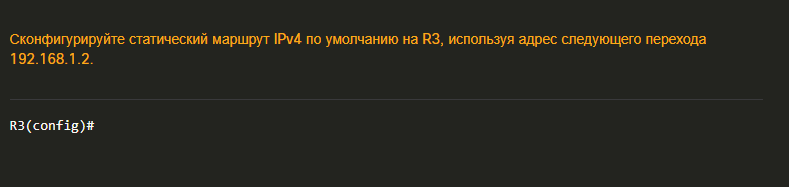 Сконфигурируйте статический маршрут IPv4 по умолчанию на R3, используя адрес следующего перехода
192.168.1.2.
R3(config)#